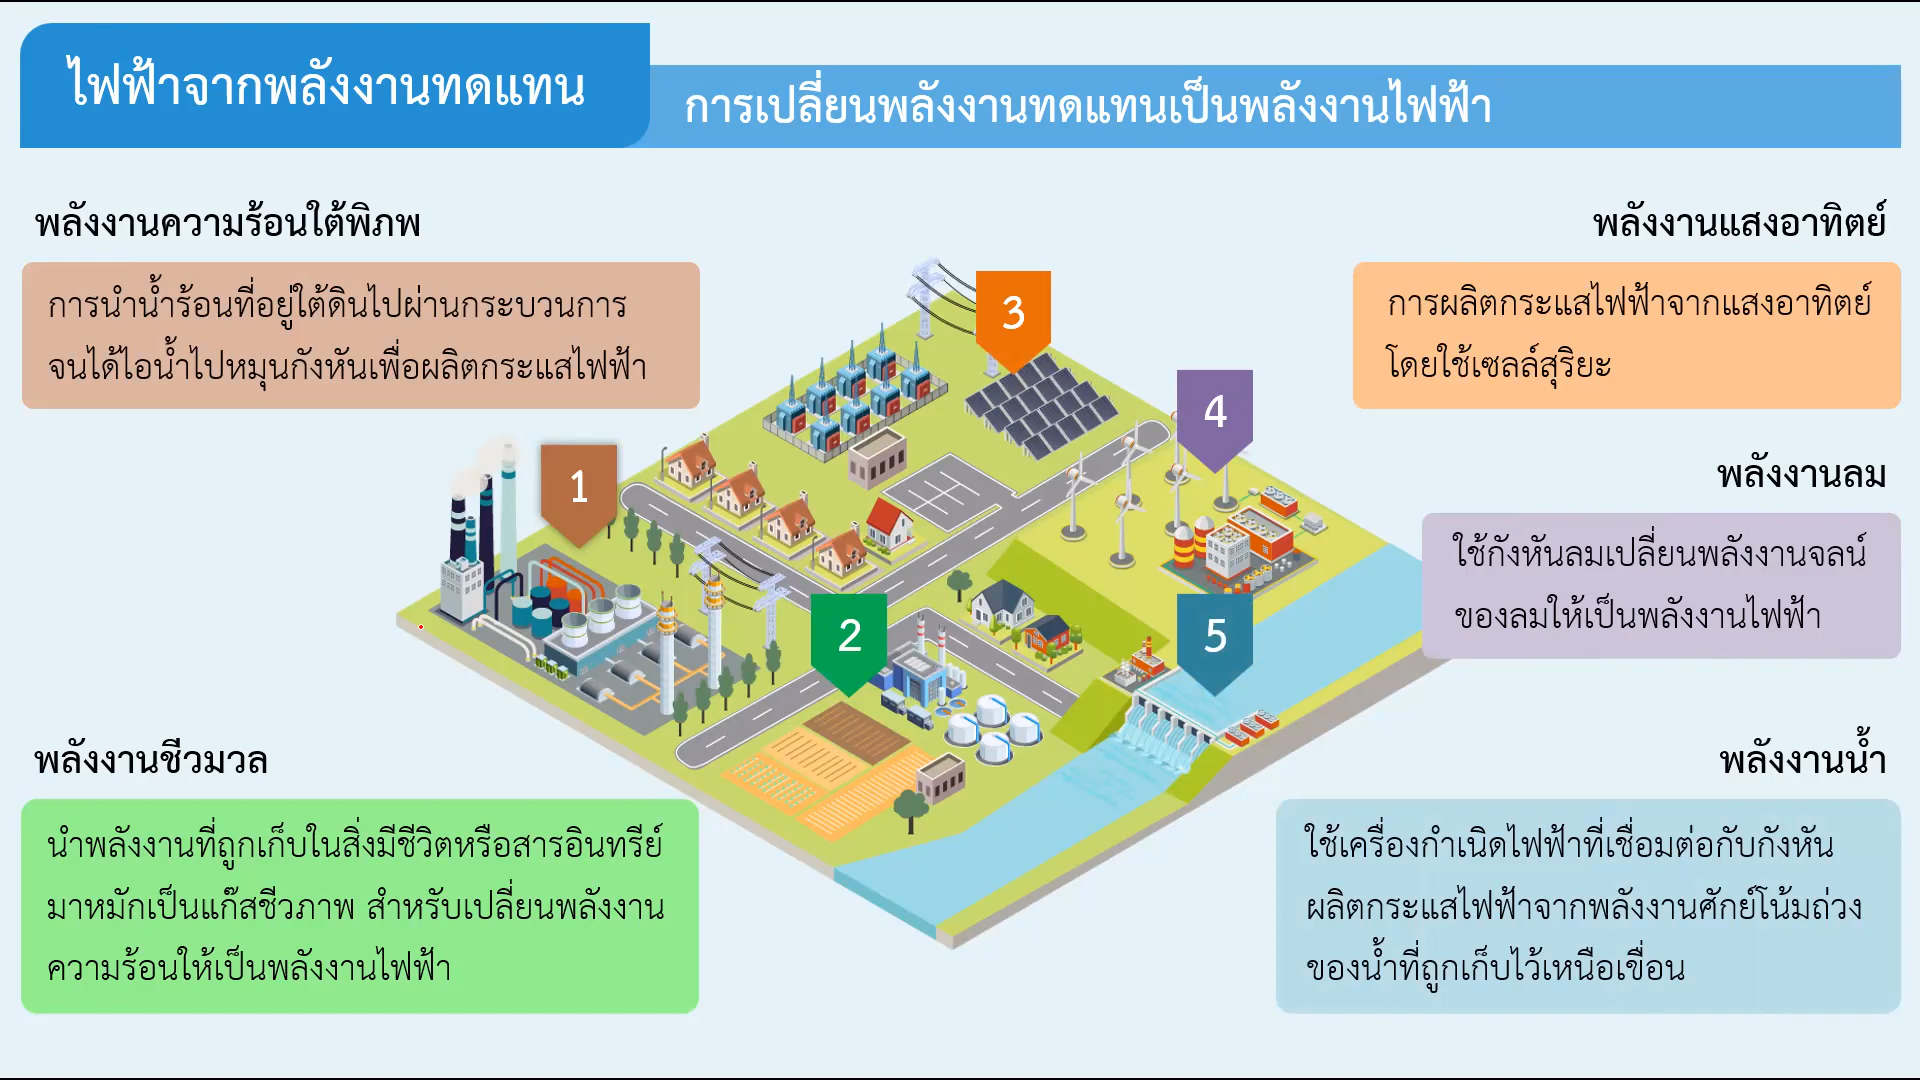 ไฟฟ้าจากพลังงานทดแทน
การเปลี่ยนพลังงานทดแทนเป็นพลังงานไฟฟ้า
พลังงานความร้อนใต้พิภพ
การนำน้ำร้อนที่อยู่ใต้ดินไปผ่านกระบวนการ
จนได้ไอน้ำไปหมุนกังหันเพื่อผลิตกระแสไฟฟ้า
พลังงานแสงอาทิตย์
การผลิตกระแสไฟฟ้าจากแสงอาทิตย์
โดยใช้เซลล์สุริยะ
3
4
1
พลังงานลม
ใช้กังหันลมเปลี่ยนพลังงานจลน์
ของลมให้เป็นพลังงานไฟฟ้า
2
5
พลังงานชีวมวล
นำพลังงานที่ถูกเก็บในสิ่งมีชีวิตหรือสารอินทรีย์
มาหมักเป็นแก๊สชีวภาพ สำหรับเปลี่ยนพลังงาน
ความร้อนให้เป็นพลังงานไฟฟ้า
พลังงานน้ำ
ใช้เครื่องกำเนิดไฟฟ้าที่เชื่อมต่อกับกังหัน
ผลิตกระแสไฟฟ้าจากพลังงานศักย์โน้มถ่วง
ของน้ำที่ถูกเก็บไว้เหนือเขื่อน